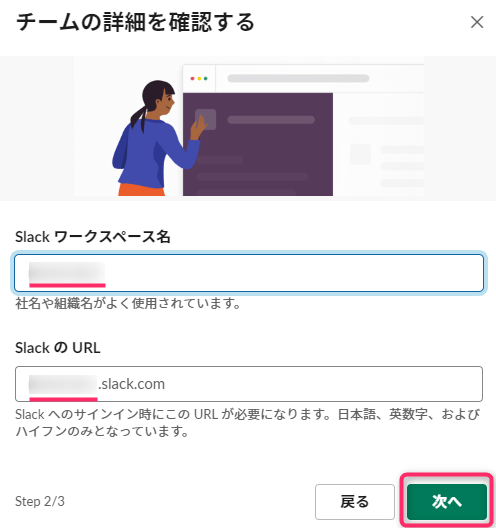 チームの詳細を確認する
Slack ワークスペース名
社名や組織名がよく使用されています。
Slack の URL
.slack.com
Slack へのサインイン時にこの URL が必要になります。日本語、英数字、および
ハイフンのみとなっています。
Step 2/3
戻る
次へ